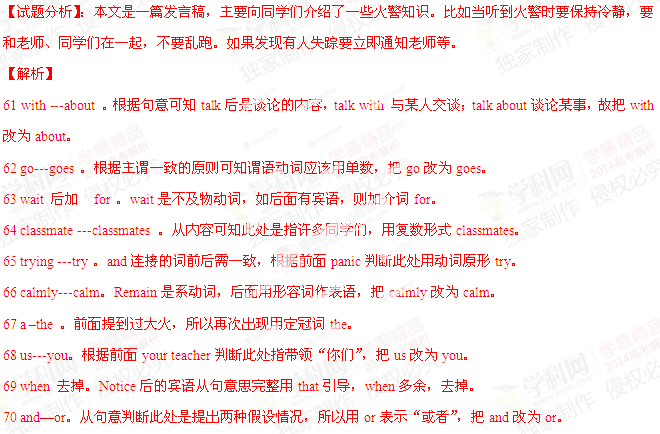 【试题分析】：本文是一篇发言稿，主要向同学们介绍了一些火警知识。比如当听到火警时要保持冷静，要
和老师、同学们在一起，不要乱跑。如果发现有人失踪要立即通知老师等。
【解析】
61 with ---about 。根据句意可知 talk 后是谈论的内容，talk with 与某人交谈；talk about 谈论某事，故把 with
改为 about。
62 go---goes 。根据主谓一致的原则可知谓语动词应该用单数，把 go 改为 goes。
63 wait 后加 for 。wait 是不及物动词，如后面有宾语，则加介词 for。
64 classmate ---classmates 。从内容可知此处是指许多同学们，用复数形式 classmates。
65 trying ---try 。and 连接的词前后需一致，根据前面 panic 判断此处用动词原形 try。
66 calmly---calm。Remain 是系动词，后面用形容词作表语，把 calmly 改为 calm。
67 a –the 。前面提到过大火，所以再次出现用定冠词 the。
68 us---you。根据前面 your teacher 判断此处指带领“你们”，把 us 改为 you。
69 when 去掉。Notice 后的宾语从句意思完整用 that 引导，when 多余，去掉。
70 and—or。从句意判断此处是提出两种假设情况，所以用 or 表示“或者”，把 and 改为 or。